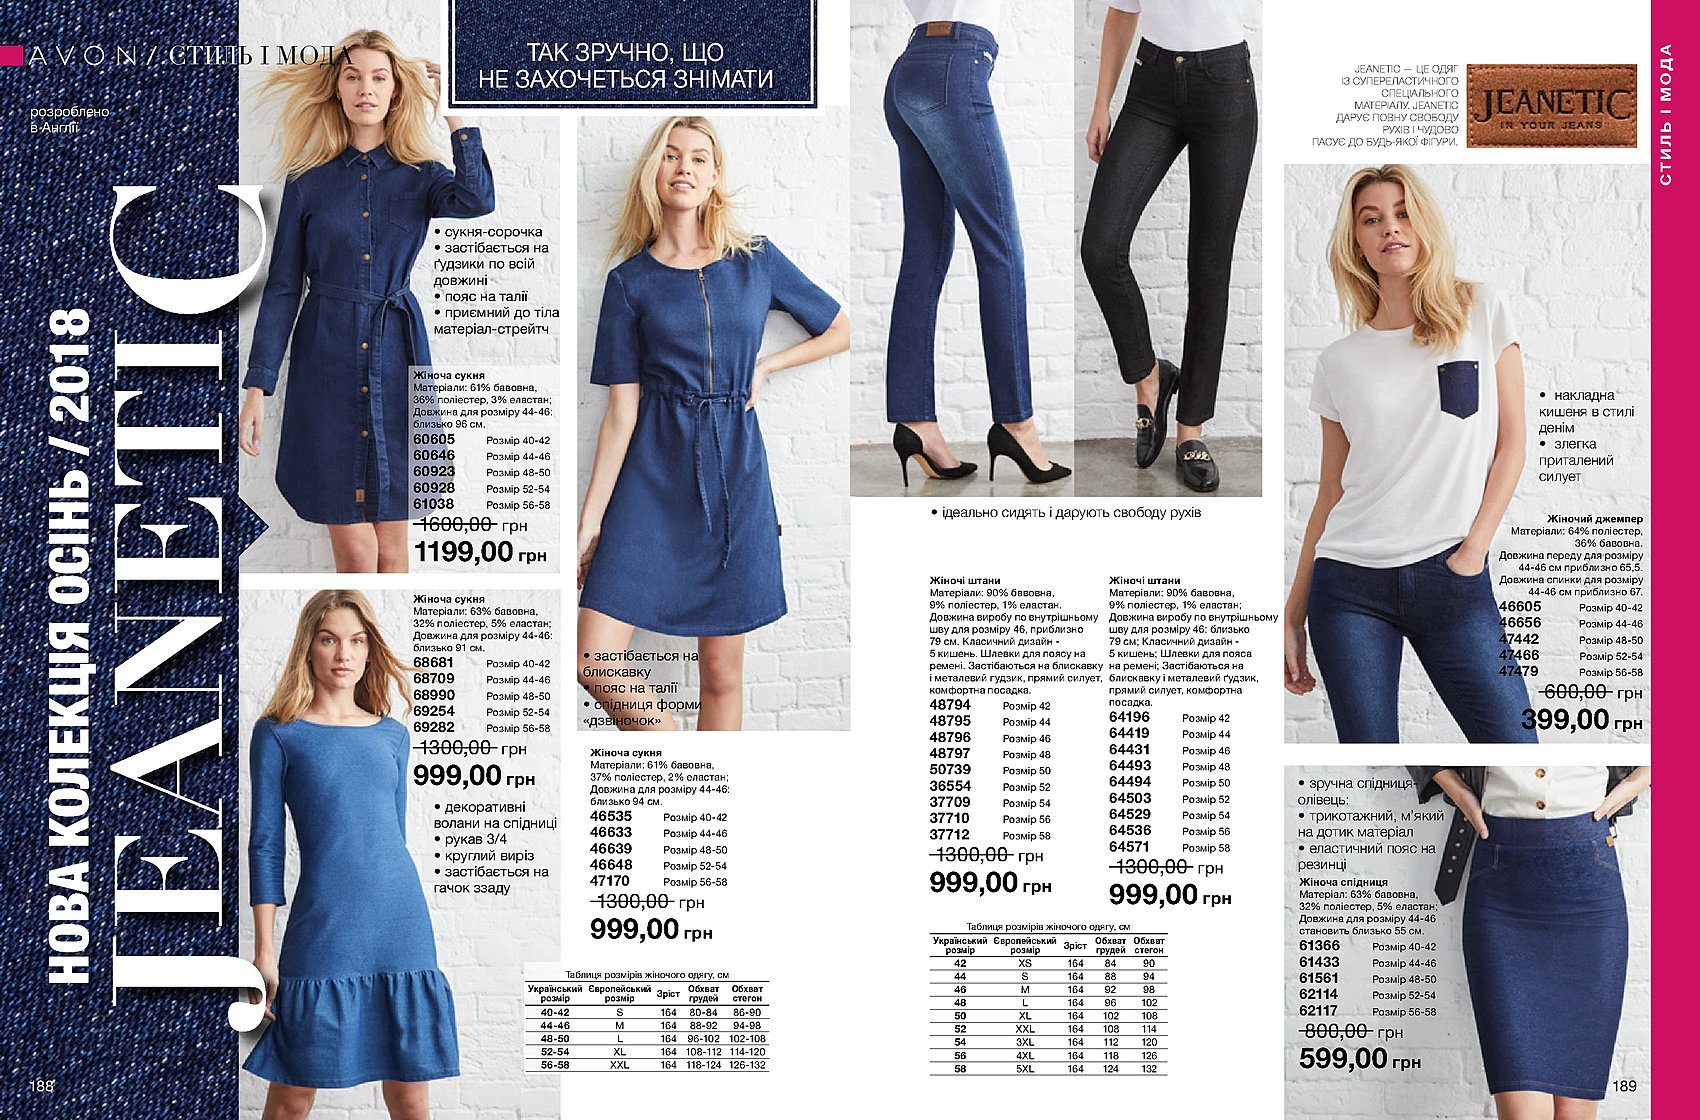 AVON / СТИЛЬ І МОДА
розроблено
в Англії
НОВА КОЛЕКЦІЯ ОСІНЬ / 2018
JEANETIC
ТАК ЗРУЧНО, ЩО
НЕ ЗАХОЧЕТЬСЯ ЗНІМАТИ
• сукня-сорочка
• застібається на
ґудзики по всій
довжині
• пояс на талії
• приємний до тіла
матеріал-стрейтч
Жіноча сукня
Матеріали: 61% бавовна,
36% поліестер, 3% еластан;
Довжина для розміру 44-46:
близько 96 см.
60605 Розмір 40-42
60646 Розмір 44-46
60923 Розмір 48-50
60928 Розмір 52-54
61038 Розмір 56-58
1600,00 грн
1199,00 грн
Жіноча сукня
Матеріали: 63% бавовна,
32% поліестер, 5% еластан;
Довжина для розміру 44-46:
близько 91 см.
68681 Розмір 40-42
68709 Розмір 44-46
68990 Розмір 48-50
69254 Розмір 52-54
69282 Розмір 56-58
1300,00 грн
999,00 грн
• декоративні
волани на спідниці
• рукав 3/4
• круглий виріз
• застібається на
гачок ззаду
• застібається на
блискавку
• пояс на талії
• спідниця форми
«дзвіночок»
Жіноча сукня
Матеріали: 61% бавовна,
37% поліестер, 2% еластан;
Довжина для розміру 44-46:
близько 94 см.
46535 Розмір 40-42
46633 Розмір 44-46
46639 Розмір 48-50
46648 Розмір 52-54
47170 Розмір 56-58
1300,00 грн
999,00 грн
Таблиця розмірів жіночого одягу, см
Український розмір Європейський розмір Зріст Обхват грудей Обхват стегон
40-42 S 164 80-84 86-90
44-46 M 164 88-92 94-98
48-50 L 164 96-102 102-108
52-54 XL 164 108-112 114-120
56-58 XXL 164 118-124 126-132
188
• ідеально сидять і дарують свободу рухів
Жіночі штани
Матеріали: 90% бавовна,
9% поліестер, 1% еластан.
Довжина виробу по внутрішньому
шву для розміру 46, приблизно
79 см. Класичний дизайн -
5 кишень. Шлевки для поясу на
ремені. Застібаються на блискавку
і металевий гудзик, прямий силует,
комфортна посадка.
48794 Розмір 42
48795 Розмір 44
48796 Розмір 46
48797 Розмір 48
50739 Розмір 50
36554 Розмір 52
37709 Розмір 54
37710 Розмір 56
37712 Розмір 58
1300,00 грн
999,00 грн
Жіночі штани
Матеріали: 90% бавовна,
9% поліестер, 1% еластан;
Довжина виробу по внутрішньому
шву для розміру 46: близько
79 см; Класичний дизайн -
5 кишень; Шлевки для пояса
на ремені; Застібаються на
блискавку і металевий ґудзик,
прямий силует, комфортна
посадка.
64196 Розмір 42
64419 Розмір 44
64431 Розмір 46
64493 Розмір 48
64494 Розмір 50
64503 Розмір 52
64529 Розмір 54
64536 Розмір 56
64571 Розмір 58
1300,00 грн
999,00 грн
Таблиця розмірів жіночого одягу, см
Український розмір Європейський розмір Зріст Обхват грудей Обхват стегон
42 XS 164 84 90
44 S 164 88 94
46 M 164 92 98
48 L 164 96 102
50 XL 164 102 108
52 XXL 164 108 114
54 3XL 164 112 120
56 4XL 164 118 126
58 5XL 164 124 132
JEANETIC — ЦЕ ОДЯГ
ІЗ СУПЕРЕЛАСТИЧНОГО
СПЕЦІАЛЬНОГО
МАТЕРІАЛУ. JEANETIC
ДАРУЄ ПОВНУ СВОБОДУ
РУХІВ І ЧУДОВО
ПАСУЄ ДО БУДЬ-ЯКОЇ ФІГУРИ.
JEANETIC
IN YOUR JEANS
СТИЛЬ І МОДА
• накладна
кишеня в стилі
денім
• злегка
приталений
силует
Жіночий джемпер
Матеріали: 64% поліестер,
36% бавовна.
Довжина переду для розміру
44-46 см приблизно 65,5.
Довжина спинки для розміру
44-46 см приблизно 67.
46605 Розмір 40-42
46656 Розмір 44-46
47442 Розмір 48-50
47466 Розмір 52-54
47479 Розмір 56-58
600,00 грн
399,00 грн
• зручна спідниця-
олівець:
• трикотажний, м'який
на дотик матеріал
• еластичний пояс на
резинці
Жіноча спідниця
Матеріал: 63% бавовна,
32% поліестер, 5% еластан;
Довжина для розміру 44-46
становить близько 55 см.
61366 Розмір 40-42
61433 Розмір 44-46
61561 Розмір 48-50
62114 Розмір 52-54
62117 Розмір 56-58
800,00 грн
599,00 грн
189